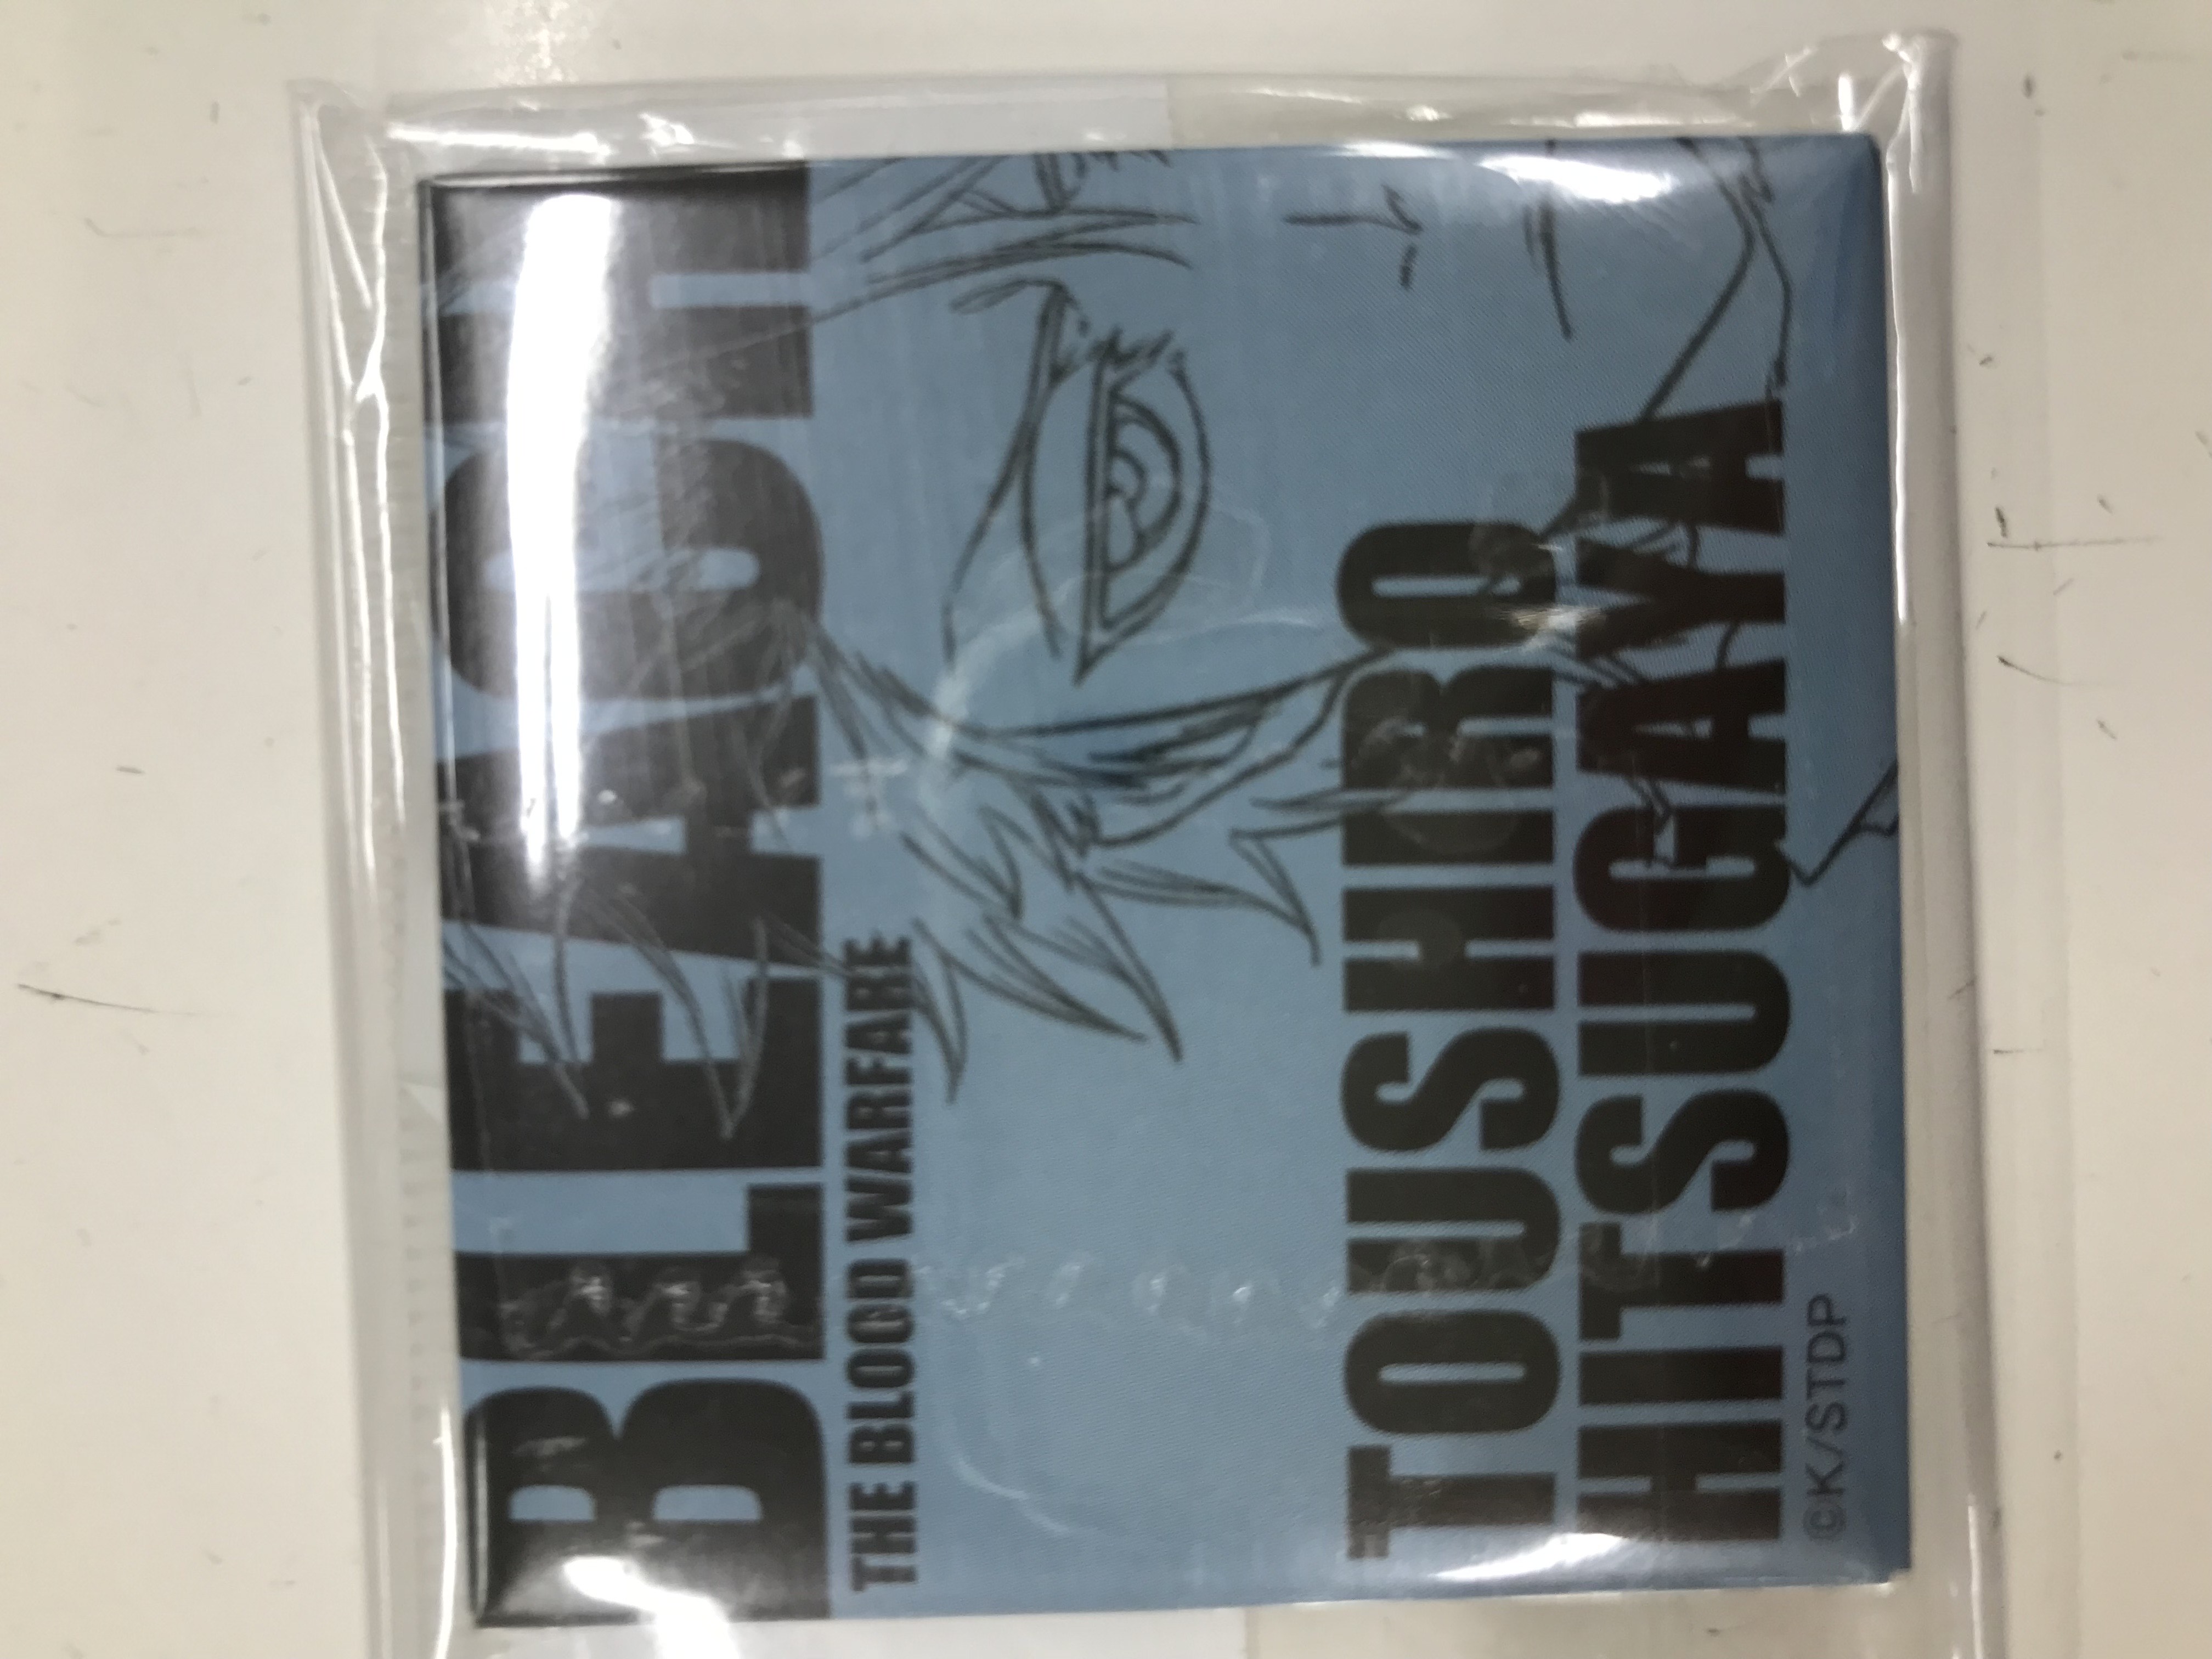 BLEACH
THE BLOOD WARFARE
TOUSHIRO
HITSUGAYA
©K/STDP